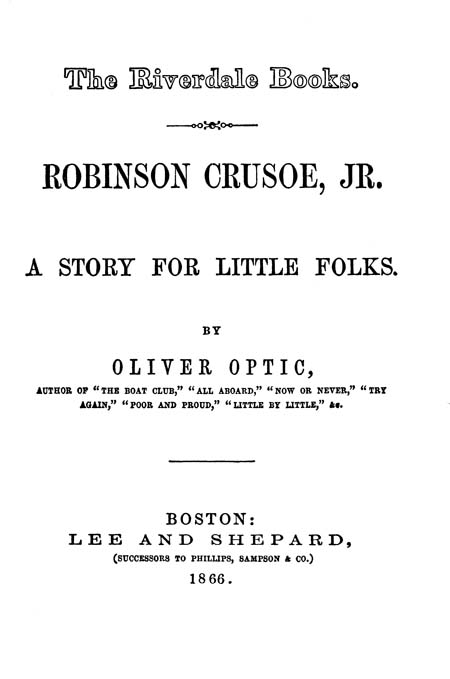 The Riverdale Books.
ROBINSON CRUSOE, JR.
A STORY FOR LITTLE FOLKS.
BY
OLIVER OPTIC,
AUTHOR OF “THE BOAT CLUB,” “ALL ABOARD,” “NOW OR NEVER,” “TRY
AGAIN,” “POOR AND PROUD,” “LITTLE BY LITTLE,” &c.
BOSTON:
LEE AND SHEPARD,
(SUCCESSORS TO PHILLIPS, SAMPSON & CO.)
1866.